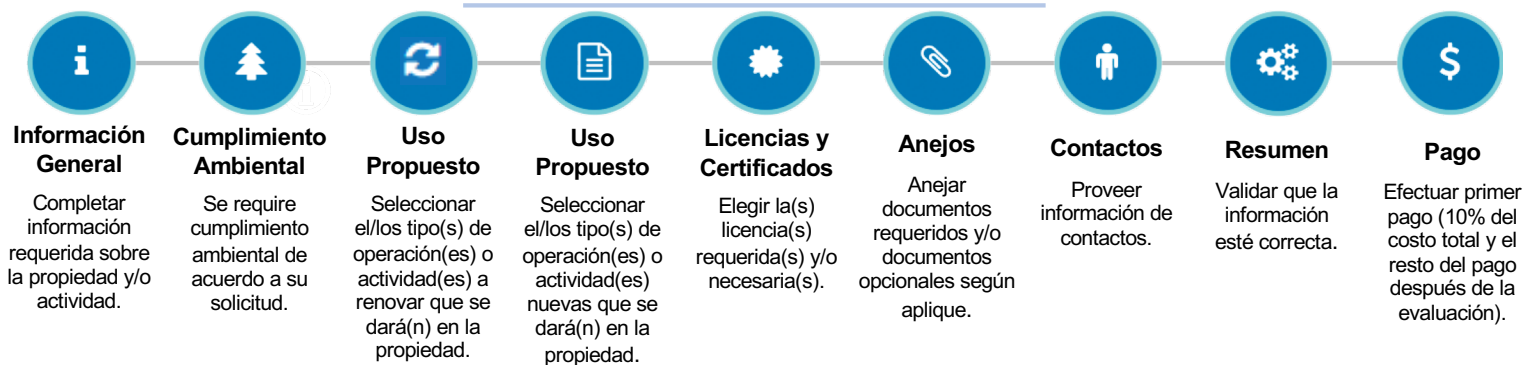 Información
General
Completar
información
requerida sobre
la propiedad y/o
actividad.
Cumplimiento
Ambiental
Se require
cumplimiento
ambiental de
acuerdo a su
solicitud.
Uso
Propuesto
Seleccionar
el/los tipo(s) de
operación(es) o
actividad(es) a
renovar que se
dará(n) en la
propiedad.
Uso
Propuesto
Seleccionar
el/los tipo(s) de
operación(es) o
actividad(es)
nuevas que se
dará(n) en la
propiedad.
Licencias y
Certificados
Elegir la(s)
licencia(s)
requerida(s) y/o
necesaria(s).
Anejos
Anejar
documentos
requeridos y/o
documentos
opcionales según
aplique.
Contactos
Proveer
información de
contactos.
Resumen
Validar que la
información
esté correcta.
Pago
Efectuar primer
pago (10% del
costo total y el
resto del pago
después de la
evaluación).